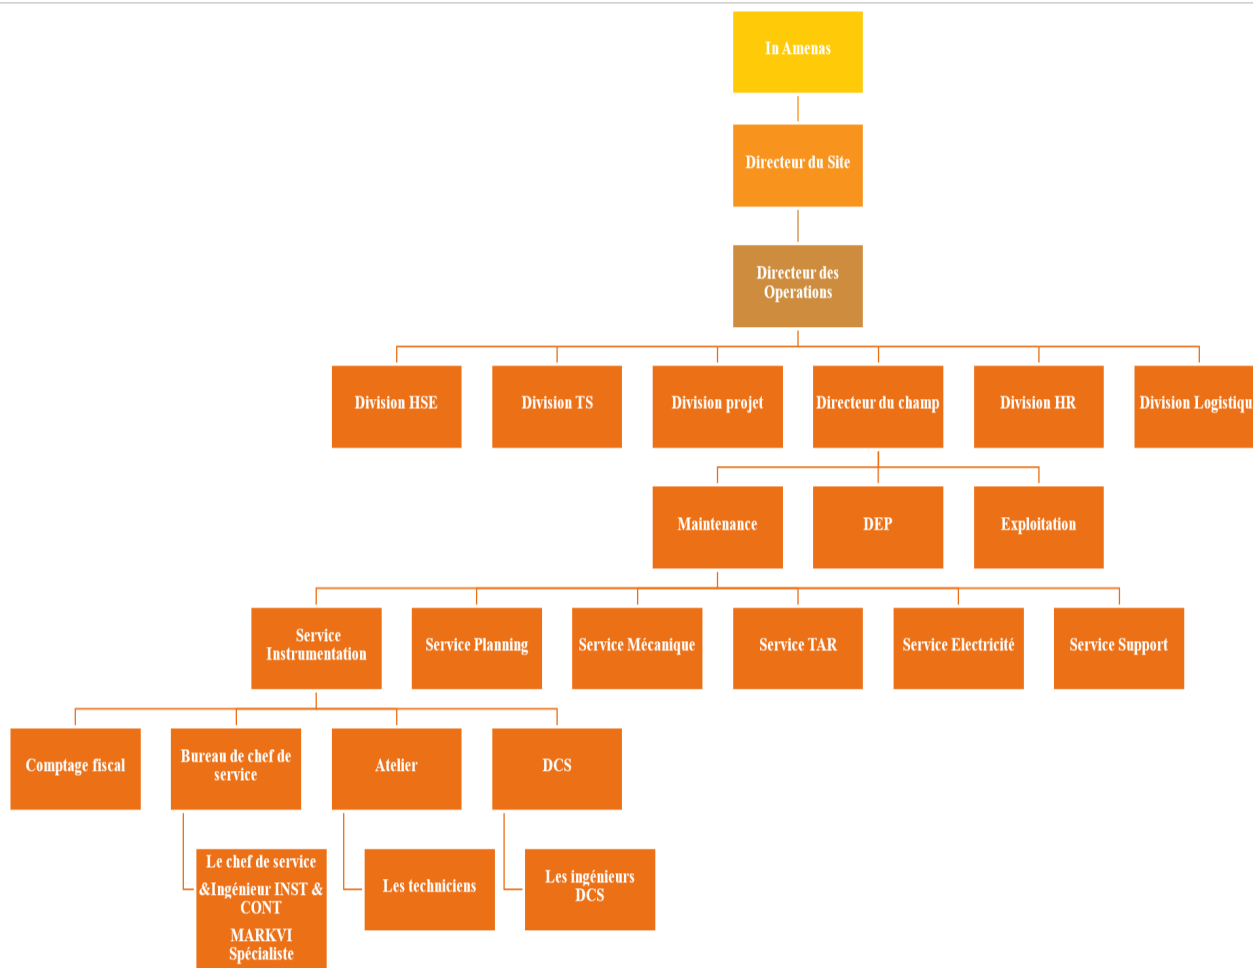 In Amenas
Directeur du Site
Directeur des
Operations
Division HSE
Division TS
Division projet
Directeur du champ
Division HR
Division Logistiqu
Maintenance
DEP
Exploitation
Service
Instrumentation
Service Planning
Service Mécanique
Service TAR
Service Electricité
Service Support
Comptage fiscal
Bureau de chef de
service
Atelier
DCS
Le chef de service
&Ingénieur INST &
CONT
MARKVI
Spécialiste
Les techniciens
Les ingénieurs
DCS